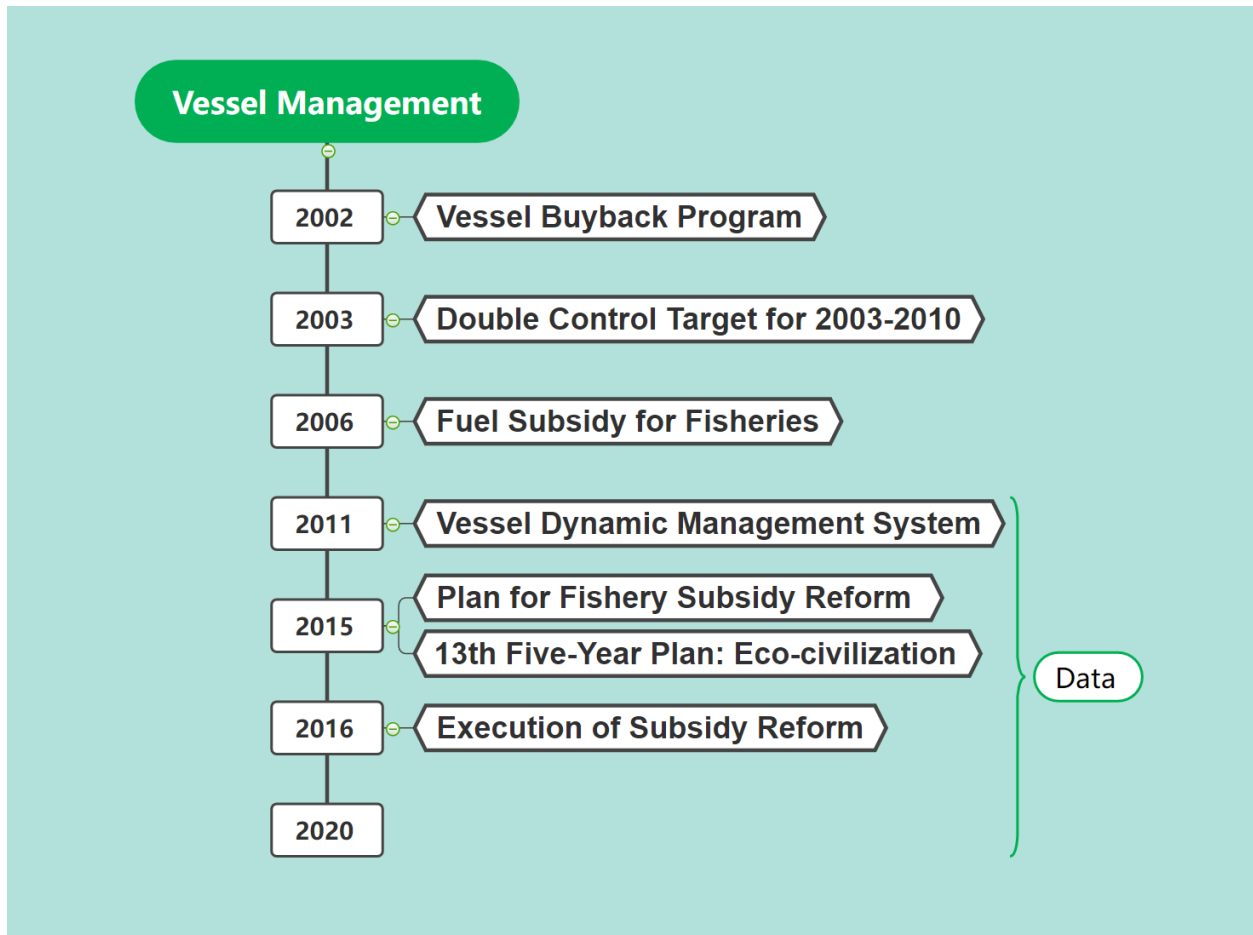 Vessel Management
2002
Vessel Buyback Program
2003
Double Control Target for 2003-2010
2006
Fuel Subsidy for Fisheries
2011
Vessel Dynamic Management System
2015
Plan for Fishery Subsidy Reform
13th Five-Year Plan: Eco-civilization
Data
2016
Execution of Subsidy Reform
2020